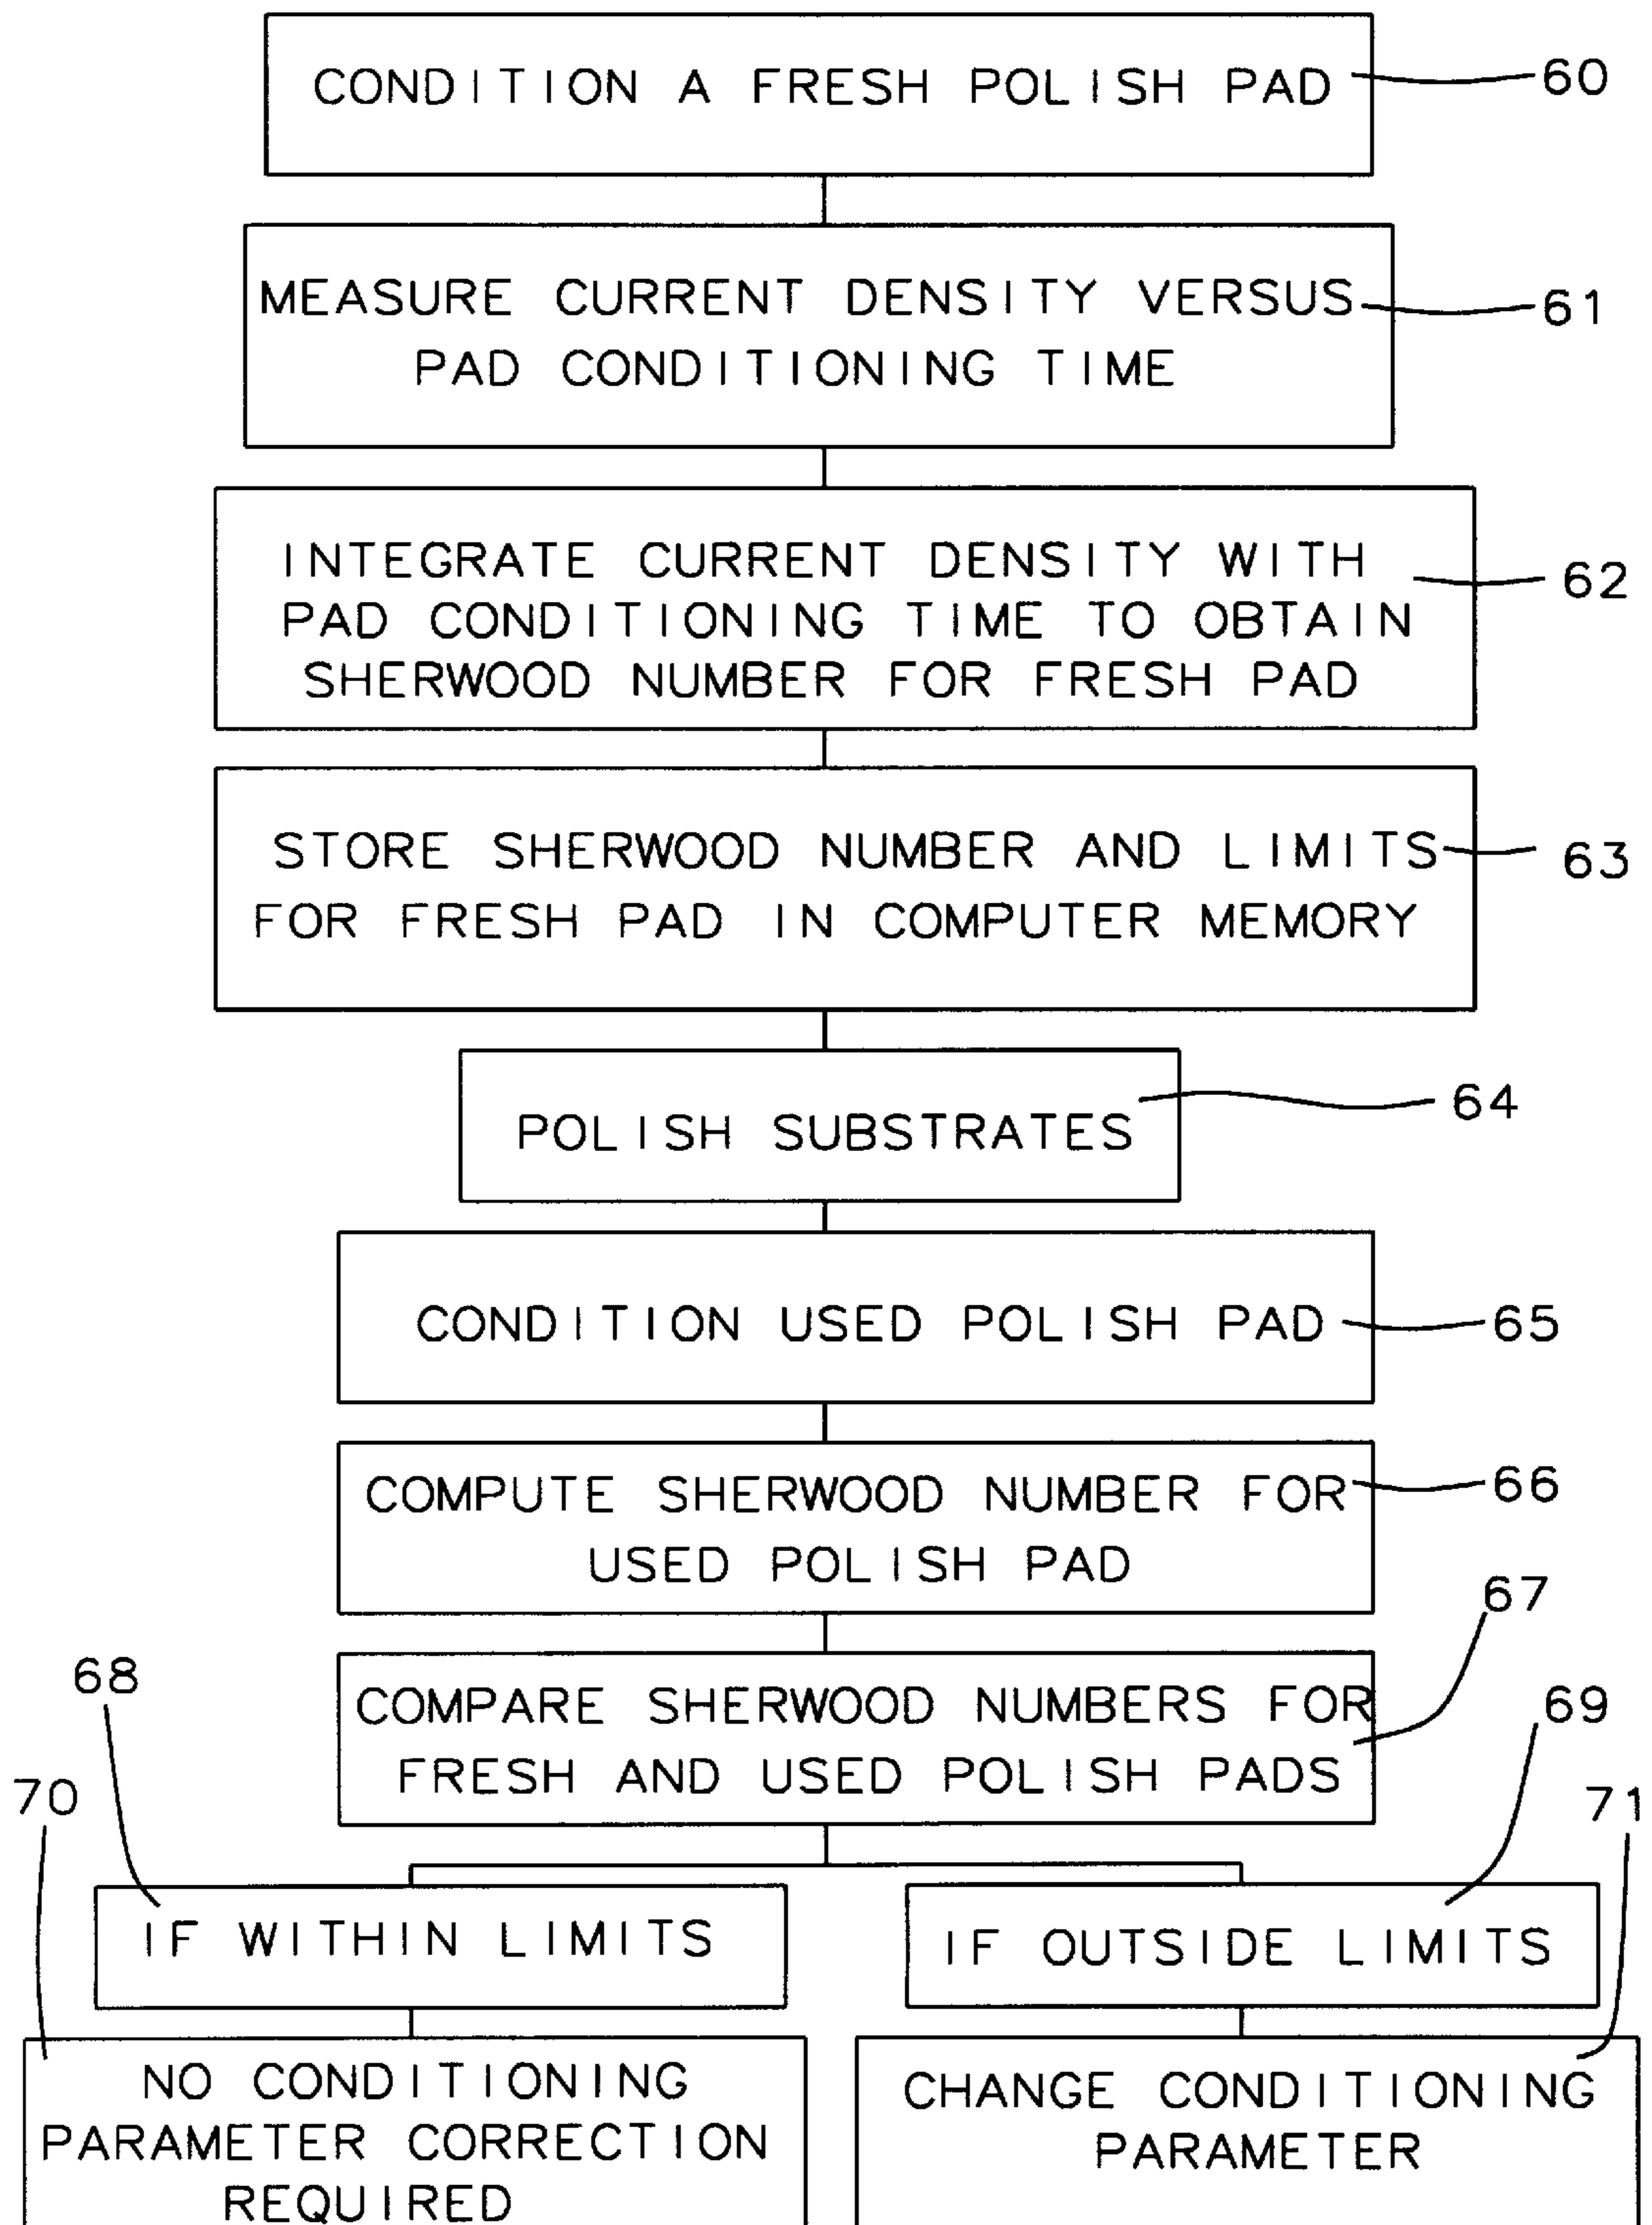 CONDITION A FRESH POLISH PAD
60
MEASURE CURRENT DENSITY VERSUS
PAD CONDITIONING TIME
61
INTEGRATE CURRENT DENSITY WITH
PAD CONDITIONING TIME TO OBTAIN
SHERWOOD NUMBER FOR FRESH PAD
62
STORE SHERWOOD NUMBER AND LIMITS
FOR FRESH PAD IN COMPUTER MEMORY
63
POLISH SUBSTRATES
64
CONDITION USED POLISH PAD
65
COMPUTE SHERWOOD NUMBER FOR
USED POLISH PAD
66
COMPARE SHERWOOD NUMBERS FOR
FRESH AND USED POLISH PADS
67
68
IF WITHIN LIMITS
69
IF OUTSIDE LIMITS
70
NO CONDITIONING
PARAMETER CORRECTION
REQUIRED
71
CHANGE CONDITIONING
PARAMETER